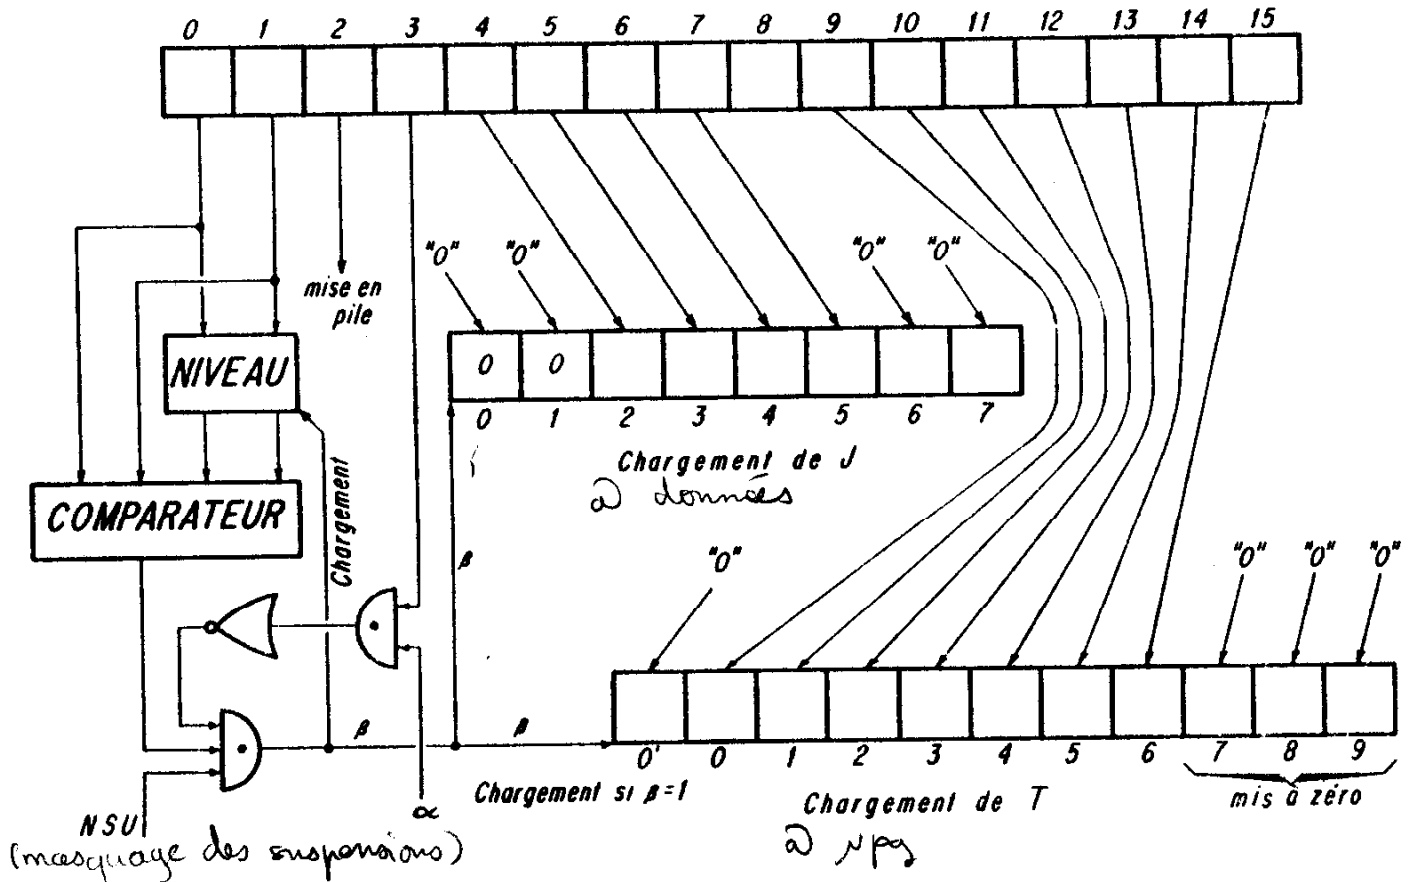 0 1 2 3 4 5 6 7 8 9 10 11 12 13 14 15
"0" "0" "0" "0"
mise en
pile
NIVEAU
0 0
0 1 2 3 4 5 6 7
Chargement de J
à données
COMPARATEUR
Chargement
β
"0" "0" "0" "0"
β β
0' 0 1 2 3 4 5 6 7 8 9
Chargement si β=1
Chargement de T
mis à zéro
NSU
α
(masquage des suspensions)